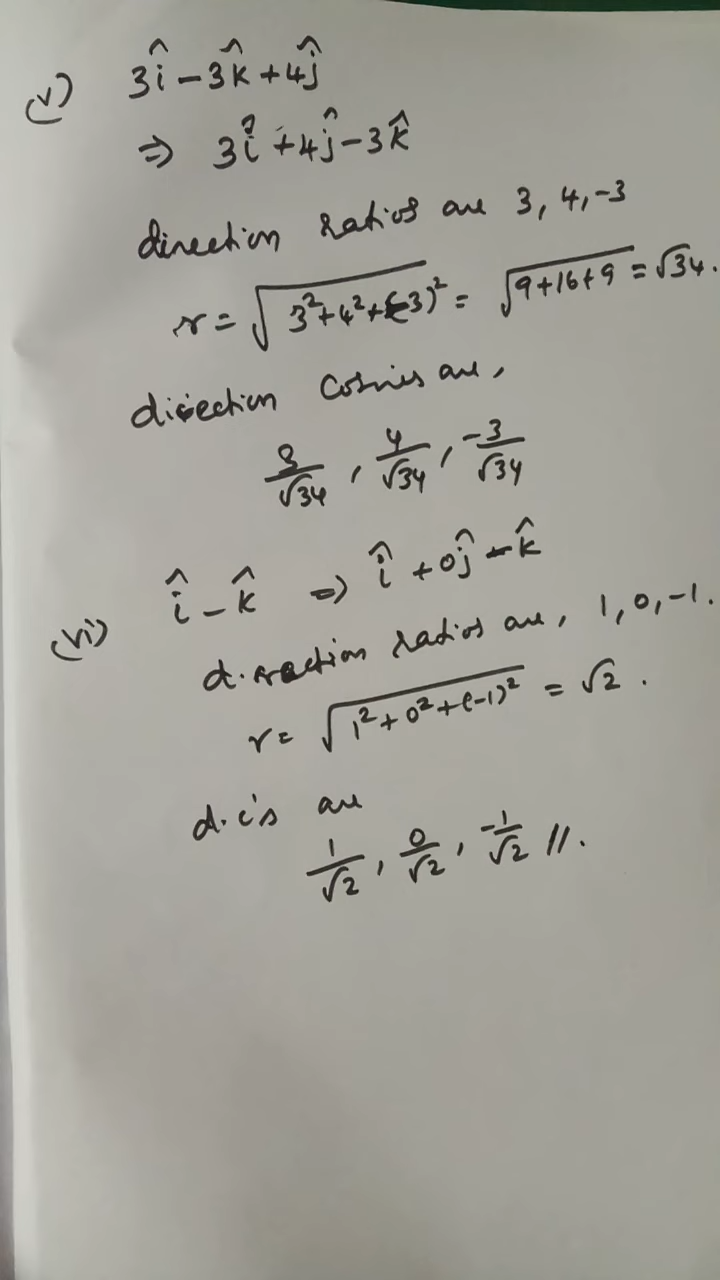 (v) 3î - 3k̂ + 4ĵ
⇒ 3î + 4ĵ - 3k̂
direction ratios are 3, 4, -3
r = √(3² + 4² + (-3)²) = √(9+16+9) = √34.
direction cosines are,
3/√34, 4/√34, -3/√34
(vi) î - k̂ ⇒ î + 0ĵ - k̂
direction ratios are, 1, 0, -1.
r = √(1² + 0² + (-1)²) = √2.
d.c's are
1/√2, 0/√2, -1/√2 //.